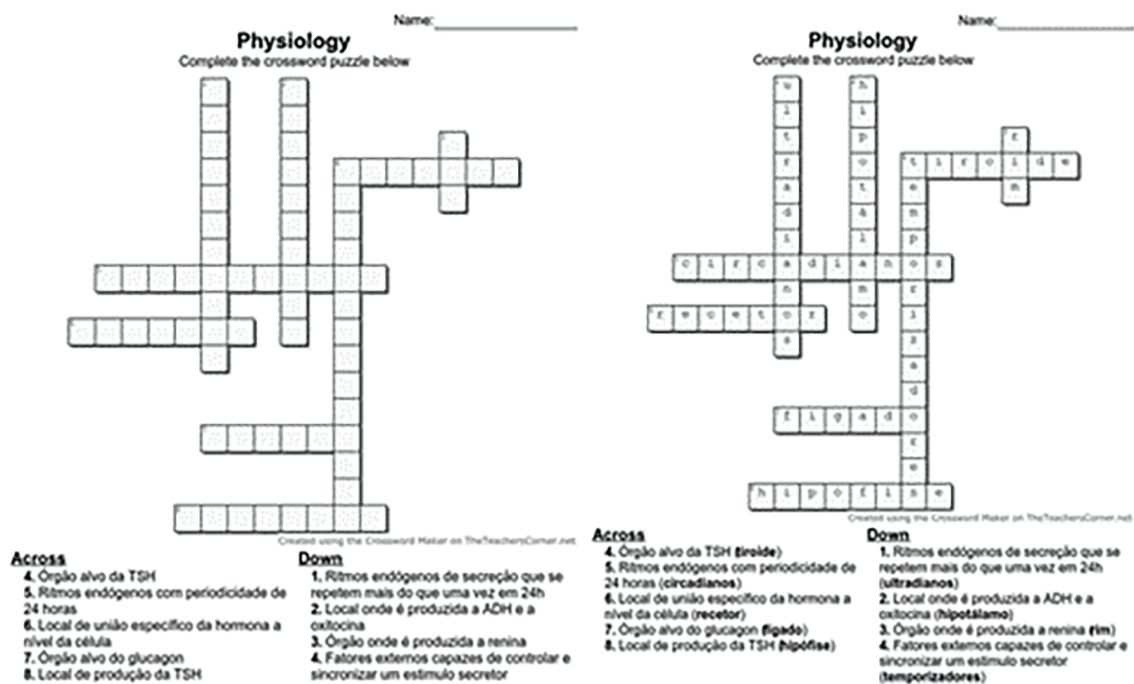 Name:
Physiology
Complete the crossword puzzle below
Created using the Crossword Maker on TheTeachersCorner.net
Across
4. Órgão alvo da TSH
5. Ritmos endógenos com periodicidade de
24 horas
6. Local de união específico da hormona a
nível da célula
7. Órgão alvo do glucagon
8. Local de produção da TSH
Down
1. Ritmos endógenos de secreção que se
repetem mais do que uma vez em 24h
2. Local onde é produzida a ADH e a
oxitocina
3. Órgão onde é produzida a renina
4. Fatores externos capazes de controlar e
sincronizar um estimulo secretor
Name:
Physiology
Complete the crossword puzzle below
ultradianos
hipotalamo
rim
tiroide
temporizadores
circadianos
recetor
figado
hipofise
Created using the Crossword Maker on TheTeachersCorner.net
Across
4. Órgão alvo da TSH (tiroide)
5. Ritmos endógenos com periodicidade de
24 horas (circadianos)
6. Local de união específico da hormona a
nível da célula (recetor)
7. Órgão alvo do glucagon (fígado)
8. Local de produção da TSH (hipófise)
Down
1. Ritmos endógenos de secreção que se
repetem mais do que uma vez em 24h
(ultradianos)
2. Local onde é produzida a ADH e a
oxitocina (hipotálamo)
3. Órgão onde é produzida a renina (rim)
4. Fatores externos capazes de controlar e
sincronizar um estimulo secretor
(temporizadores)